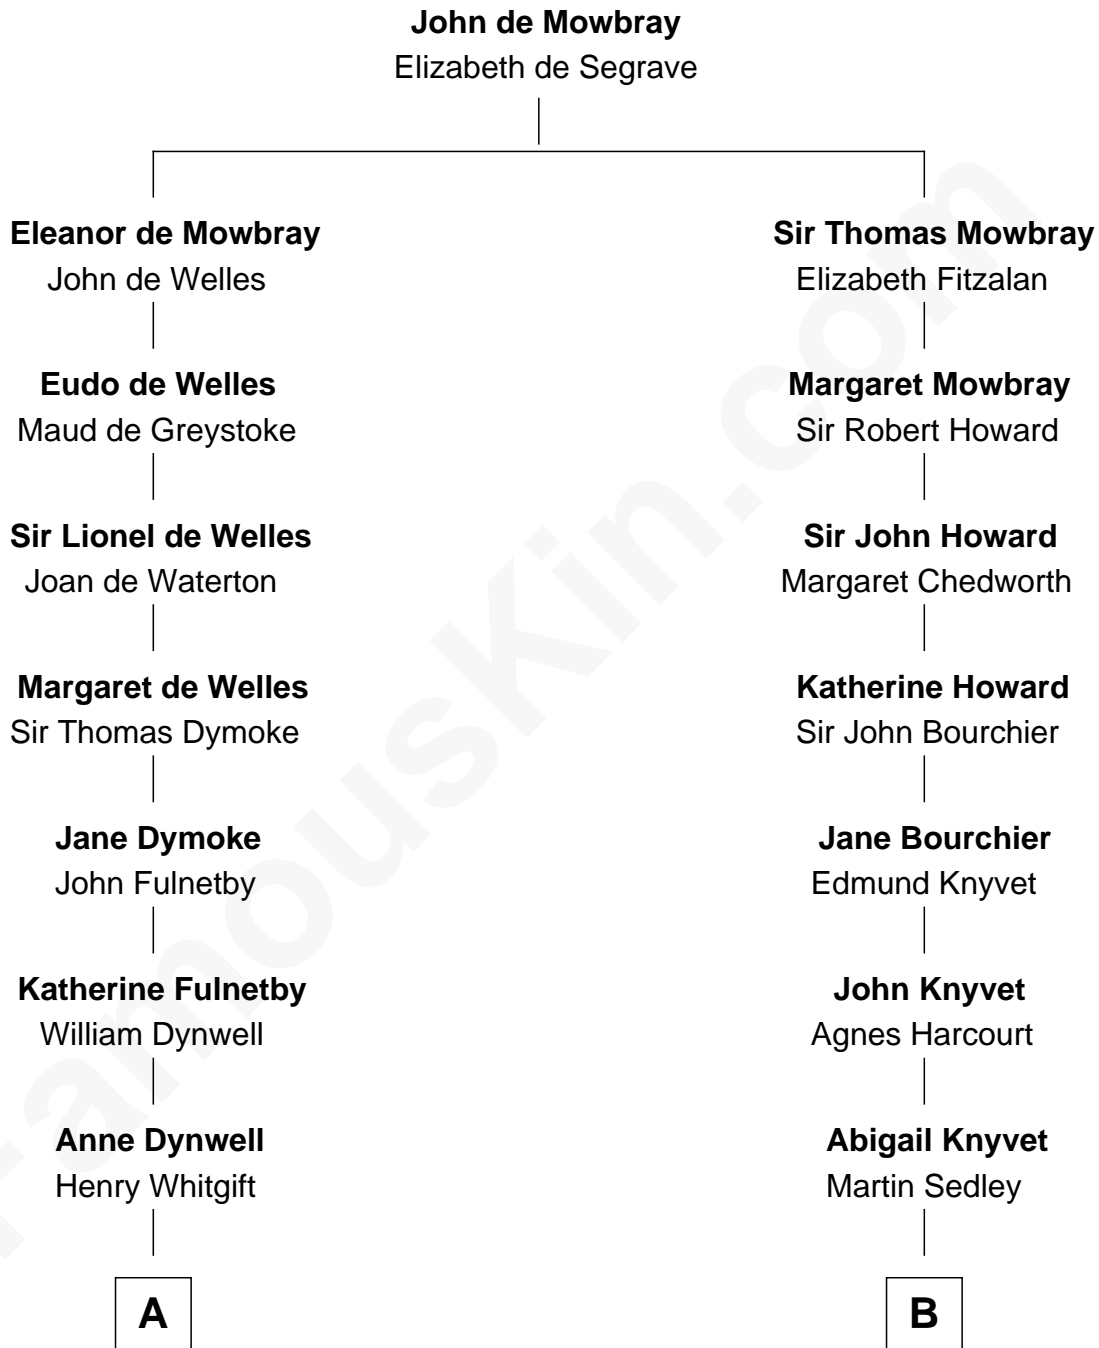 John de Mowbray
Elizabeth de Segrave
Eleanor de Mowbray
John de Welles
Sir Thomas Mowbray
Elizabeth Fitzalan
Eudo de Welles
Maud de Greystoke
Margaret Mowbray
Sir Robert Howard
Sir Lionel de Welles
Joan de Waterton
Sir John Howard
Margaret Chedworth
Margaret de Welles
Sir Thomas Dymoke
Katherine Howard
Sir John Bourchier
Jane Dymoke
John Fulnetby
Jane Bourchier
Edmund Knyvet
Katherine Fulnetby
William Dynwell
John Knyvet
Agnes Harcourt
Anne Dynwell
Henry Whitgift
Abigail Knyvet
Martin Sedley
A
B
FamousKin.com